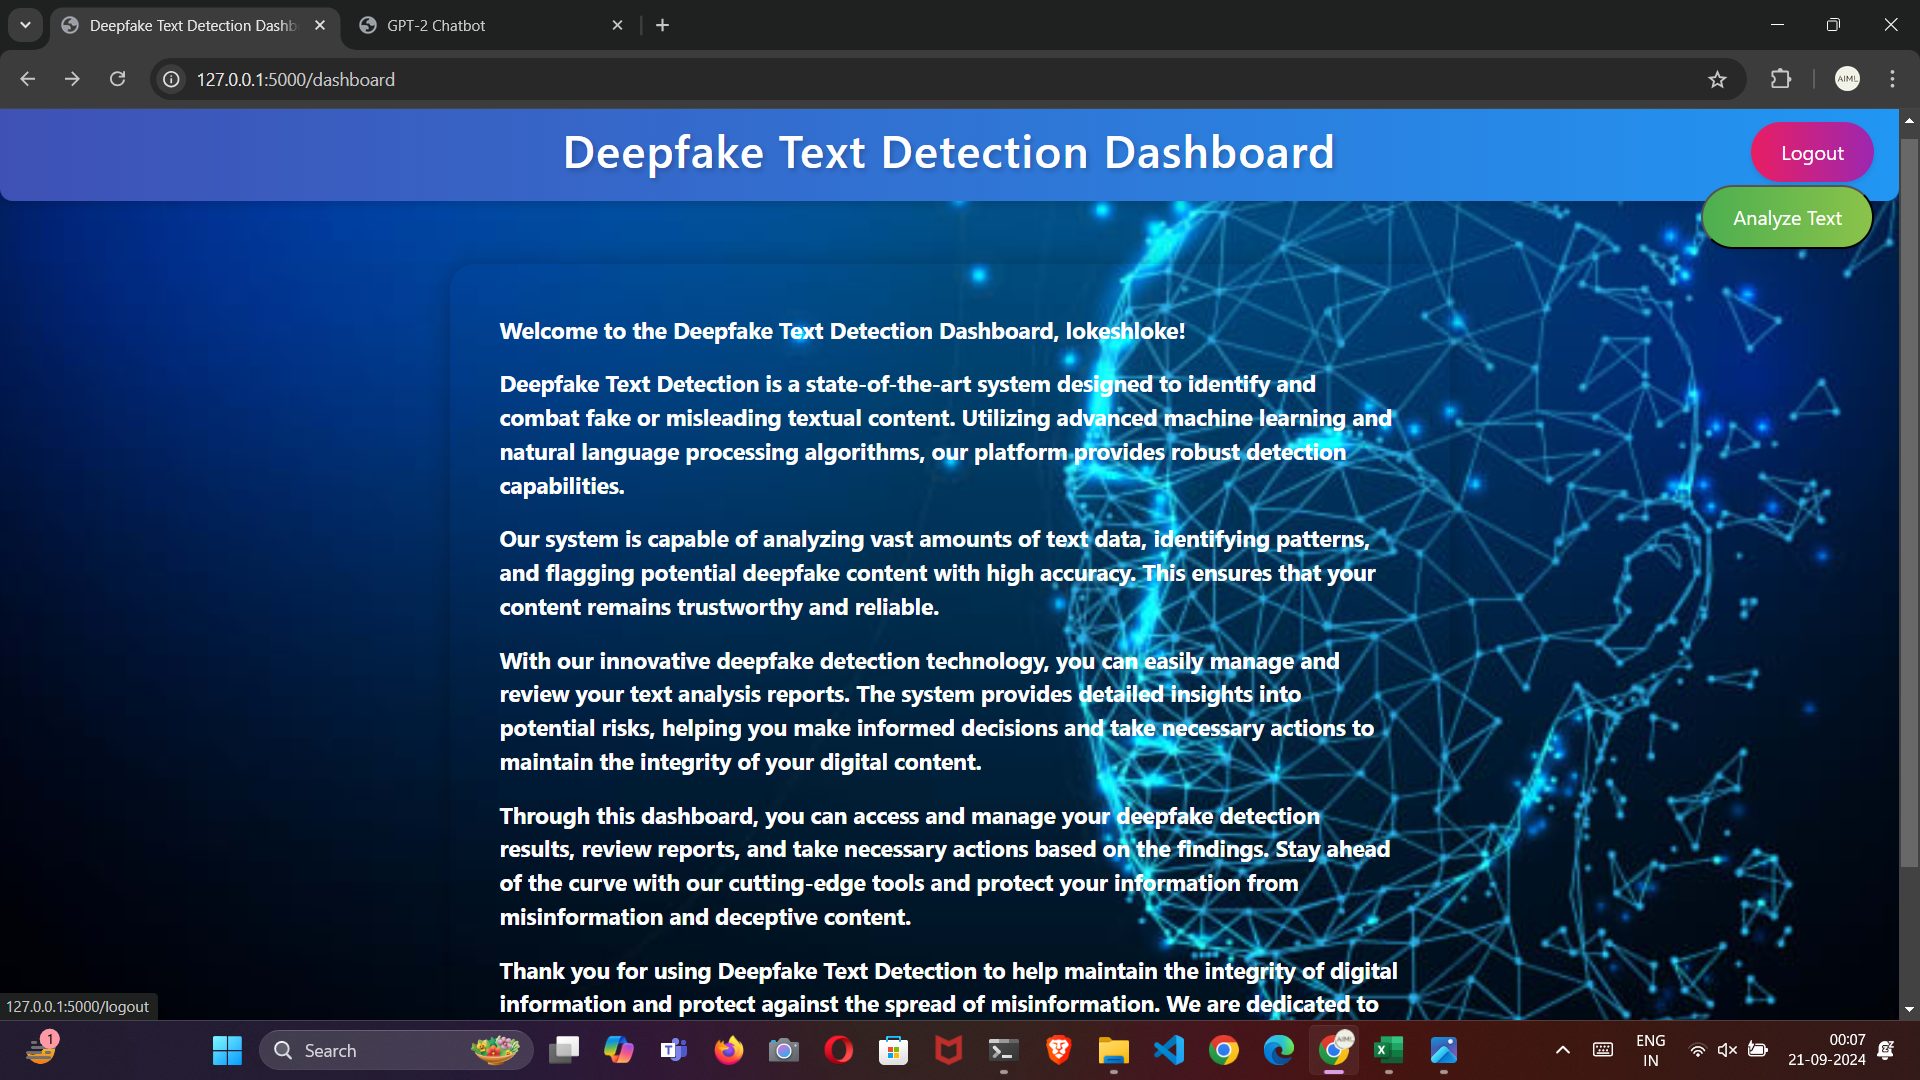 Deepfake Text Detection Dashb
GPT-2 Chatbot
127.0.0.1:5000/dashboard
AIML
Deepfake Text Detection Dashboard
Logout
Analyze Text
Welcome to the Deepfake Text Detection Dashboard, lokeshloke!
Deepfake Text Detection is a state-of-the-art system designed to identify and
combat fake or misleading textual content. Utilizing advanced machine learning and
natural language processing algorithms, our platform provides robust detection
capabilities.
Our system is capable of analyzing vast amounts of text data, identifying patterns,
and flagging potential deepfake content with high accuracy. This ensures that your
content remains trustworthy and reliable.
With our innovative deepfake detection technology, you can easily manage and
review your text analysis reports. The system provides detailed insights into
potential risks, helping you make informed decisions and take necessary actions to
maintain the integrity of your digital content.
Through this dashboard, you can access and manage your deepfake detection
results, review reports, and take necessary actions based on the findings. Stay ahead
of the curve with our cutting-edge tools and protect your information from
misinformation and deceptive content.
Thank you for using Deepfake Text Detection to help maintain the integrity of digital
information and protect against the spread of misinformation. We are dedicated to
127.0.0.1:5000/logout
1
Search
ENG
IN
00:07
21-09-2024